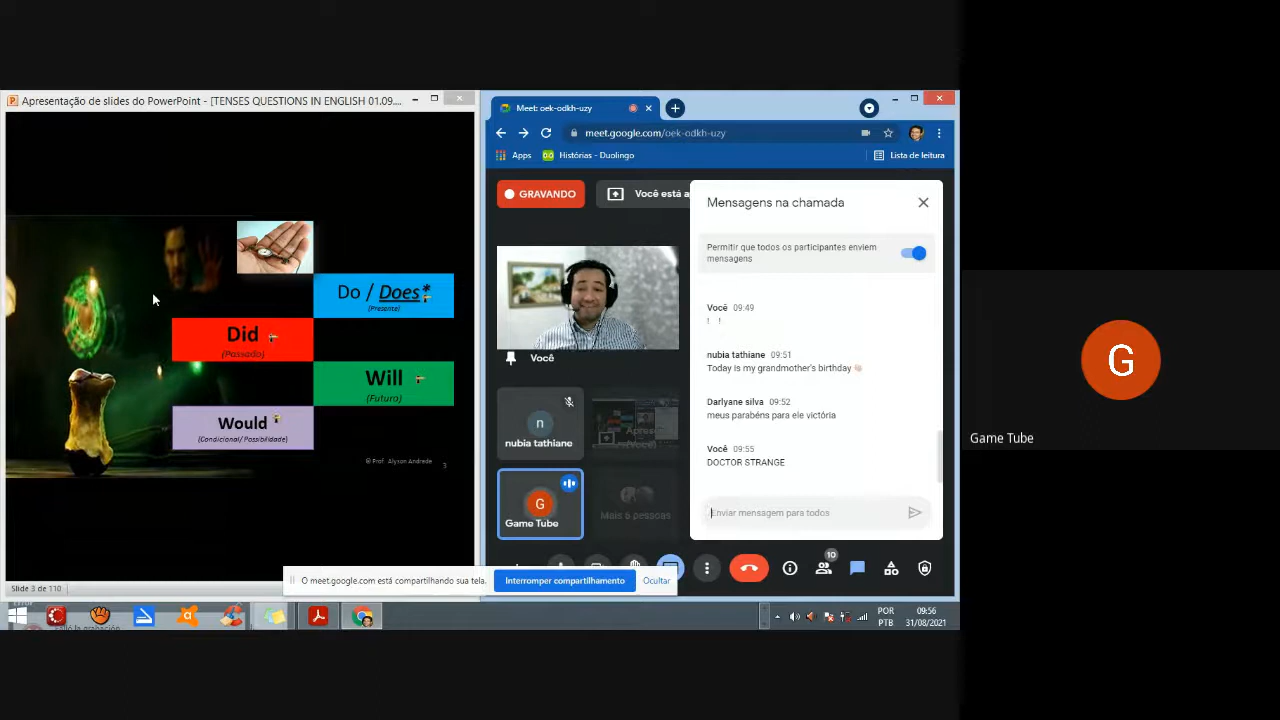 Apresentação de slides do PowerPoint - [TENSES QUESTIONS IN ENGLISH 01.09....
Do / Does*
(Presente)
Did
(Passado)
Will
(Futuro)
Would
(Condicional/ Possibilidade)
@ Prof. Alyson Andrade
3
Slide 3 de 110
Meet: oek-odkh-uzy
meet.google.com/oek-odkh-uzy
Apps
Histórias - Duolingo
Lista de leitura
GRAVANDO
Você está a
Você
nubia tathiane
G
Game Tube
Mais 6 pessoas
Mensagens na chamada
Permitir que todos os participantes enviem
mensagens
Você 09:49
! !
nubia tathiane 09:51
Today is my grandmother's birthday
Darlyane silva 09:52
meus parabéns para ele victória
Você 09:55
DOCTOR STRANGE
Enviar mensagem para todos
10
O meet.google.com está compartilhando sua tela.
Interromper compartilhamento
Ocultar
POR
PTB
09:56
31/08/2021
G
Game Tube